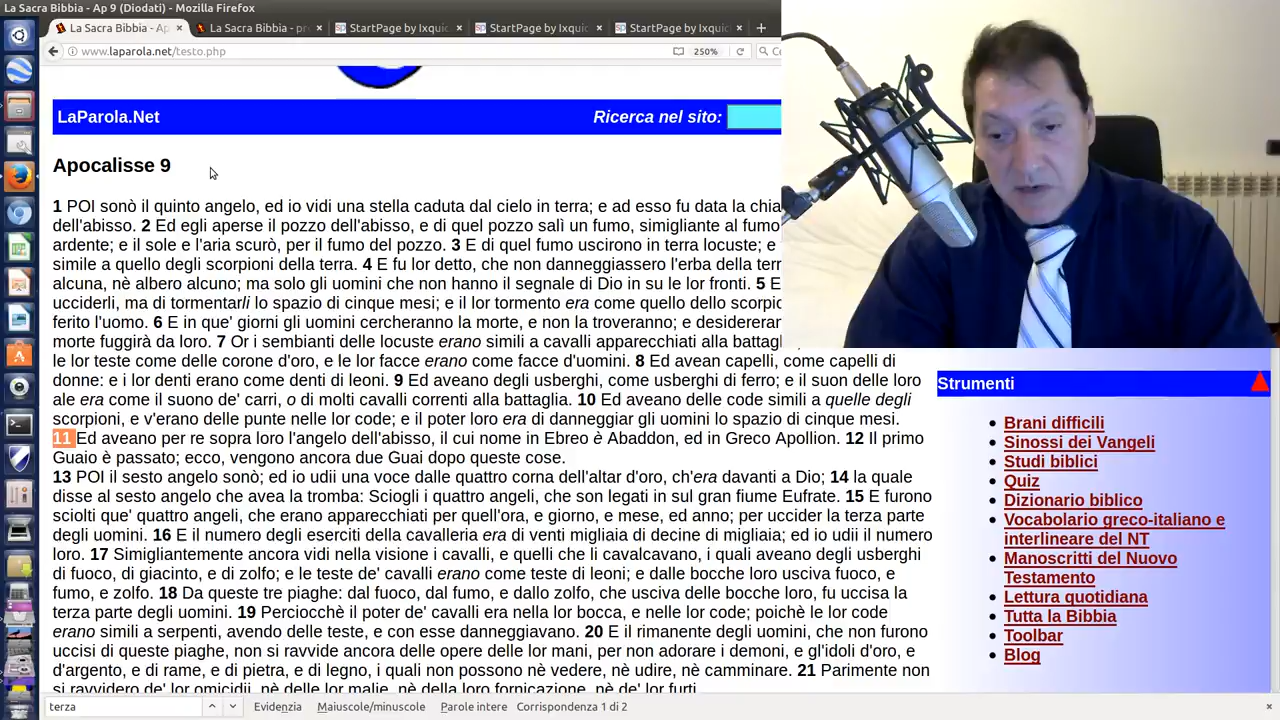 La Sacra Bibbia - Ap 9 (Diodati) - Mozilla Firefox
La Sacra Bibbia - Ap 9 (Diodati) × La Sacra Bibbia - pr × StartPage by Ixquic × StartPage by Ixquic × StartPage by Ixquic × +
www.laparola.net/testo.php 250% C
LaParola.Net Ricerca nel sito:
Apocalisse 9
1 POI sonò il quinto angelo, ed io vidi una stella caduta dal cielo in terra; e ad esso fu data la chia
dell'abisso. 2 Ed egli aperse il pozzo dell'abisso, e di quel pozzo salì un fumo, simigliante al fumo
ardente; e il sole e l'aria scurò, per il fumo del pozzo. 3 E di quel fumo uscirono in terra locuste; e
simile a quello degli scorpioni della terra. 4 E fu lor detto, che non danneggiassero l'erba della terr
alcuna, nè albero alcuno; ma solo gli uomini che non hanno il segnale di Dio in su le lor fronti. 5 E
ucciderli, ma di tormentarli lo spazio di cinque mesi; e il lor tormento era come quello dello scorpio
ferito l'uomo. 6 E in que' giorni gli uomini cercheranno la morte, e non la troveranno; e desidererar
morte fuggirà da loro. 7 Or i sembianti delle locuste erano simili a cavalli apparecchiati alla battagl
le lor teste come delle corone d'oro, e le lor facce erano come facce d'uomini. 8 Ed aveano capelli, come capelli di
donne: e i lor denti erano come denti di leoni. 9 Ed aveano degli usberghi, come usberghi di ferro; e il suon delle loro
ale era come il suono de' carri, o di molti cavalli correnti alla battaglia. 10 Ed aveano delle code simili a quelle degli
scorpioni, e v'erano delle punte nelle lor code; e il poter loro era di danneggiar gli uomini lo spazio di cinque mesi.
11 Ed aveano per re sopra loro l'angelo dell'abisso, il cui nome in Ebreo è Abaddon, ed in Greco Apollion. 12 Il primo
Guaio è passato; ecco, vengono ancora due Guai dopo queste cose.
13 POI il sesto angelo sonò; ed io udii una voce dalle quattro corna dell'altar d'oro, ch'era davanti a Dio; 14 la quale
disse al sesto angelo che avea la tromba: Sciogli i quattro angeli, che son legati in sul gran fiume Eufrate. 15 E furono
sciolti que' quattro angeli, che erano apparecchiati per quell'ora, e giorno, e mese, ed anno; per uccider la terza parte
degli uomini. 16 E il numero degli eserciti della cavalleria era di venti migliaia di decine di migliaia; ed io udii il numero
loro. 17 Simigliantemente ancora vidi nella visione i cavalli, e quelli che li cavalcavano, i quali aveano degli usberghi
di fuoco, di giacinto, e di zolfo; e le teste de' cavalli erano come teste di leoni; e dalle bocche loro usciva fuoco, e
fumo, e zolfo. 18 Da queste tre piaghe: dal fuoco, dal fumo, e dallo zolfo, che usciva delle bocche loro, fu uccisa la
terza parte degli uomini. 19 Perciocchè il poter de' cavalli era nella lor bocca, e nelle lor code; poichè le lor code
erano simili a serpenti, avendo delle teste, e con esse danneggiavano. 20 E il rimanente degli uomini, che non furono
uccisi di queste piaghe, non si ravvide ancora delle opere delle lor mani, per non adorare i demoni, e gl'idoli d'oro, e
d'argento, e di rame, e di pietra, e di legno, i quali non possono nè vedere, nè udire, nè camminare. 21 Parimente non
si ravvidero de' lor omicidii, nè delle lor malie, nè della loro fornicazione, nè de' lor furti.
Strumenti
Brani difficili
Sinossi dei Vangeli
Studi biblici
Quiz
Dizionario biblico
Vocabolario greco-italiano e
interlineare del NT
Manoscritti del Nuovo
Testamento
Lettura quotidiana
Tutta la Bibbia
Toolbar
Blog
terza Evidenzia Maiuscole/minuscole Parole intere Corrispondenza 1 di 2